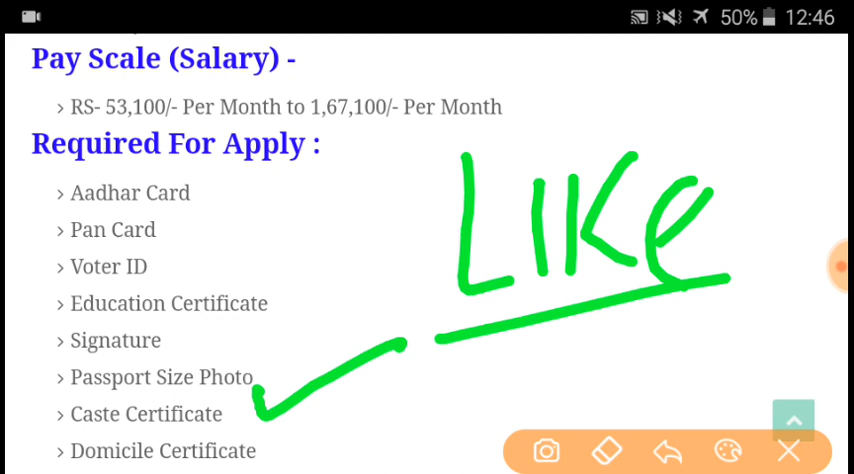 50% 12:46
Pay Scale (Salary) -
> RS- 53,100/- Per Month to 1,67,100/- Per Month
Required For Apply :
> Aadhar Card
> Pan Card
> Voter ID
> Education Certificate
> Signature
> Passport Size Photo
> Caste Certificate
> Domicile Certificate
LIKe